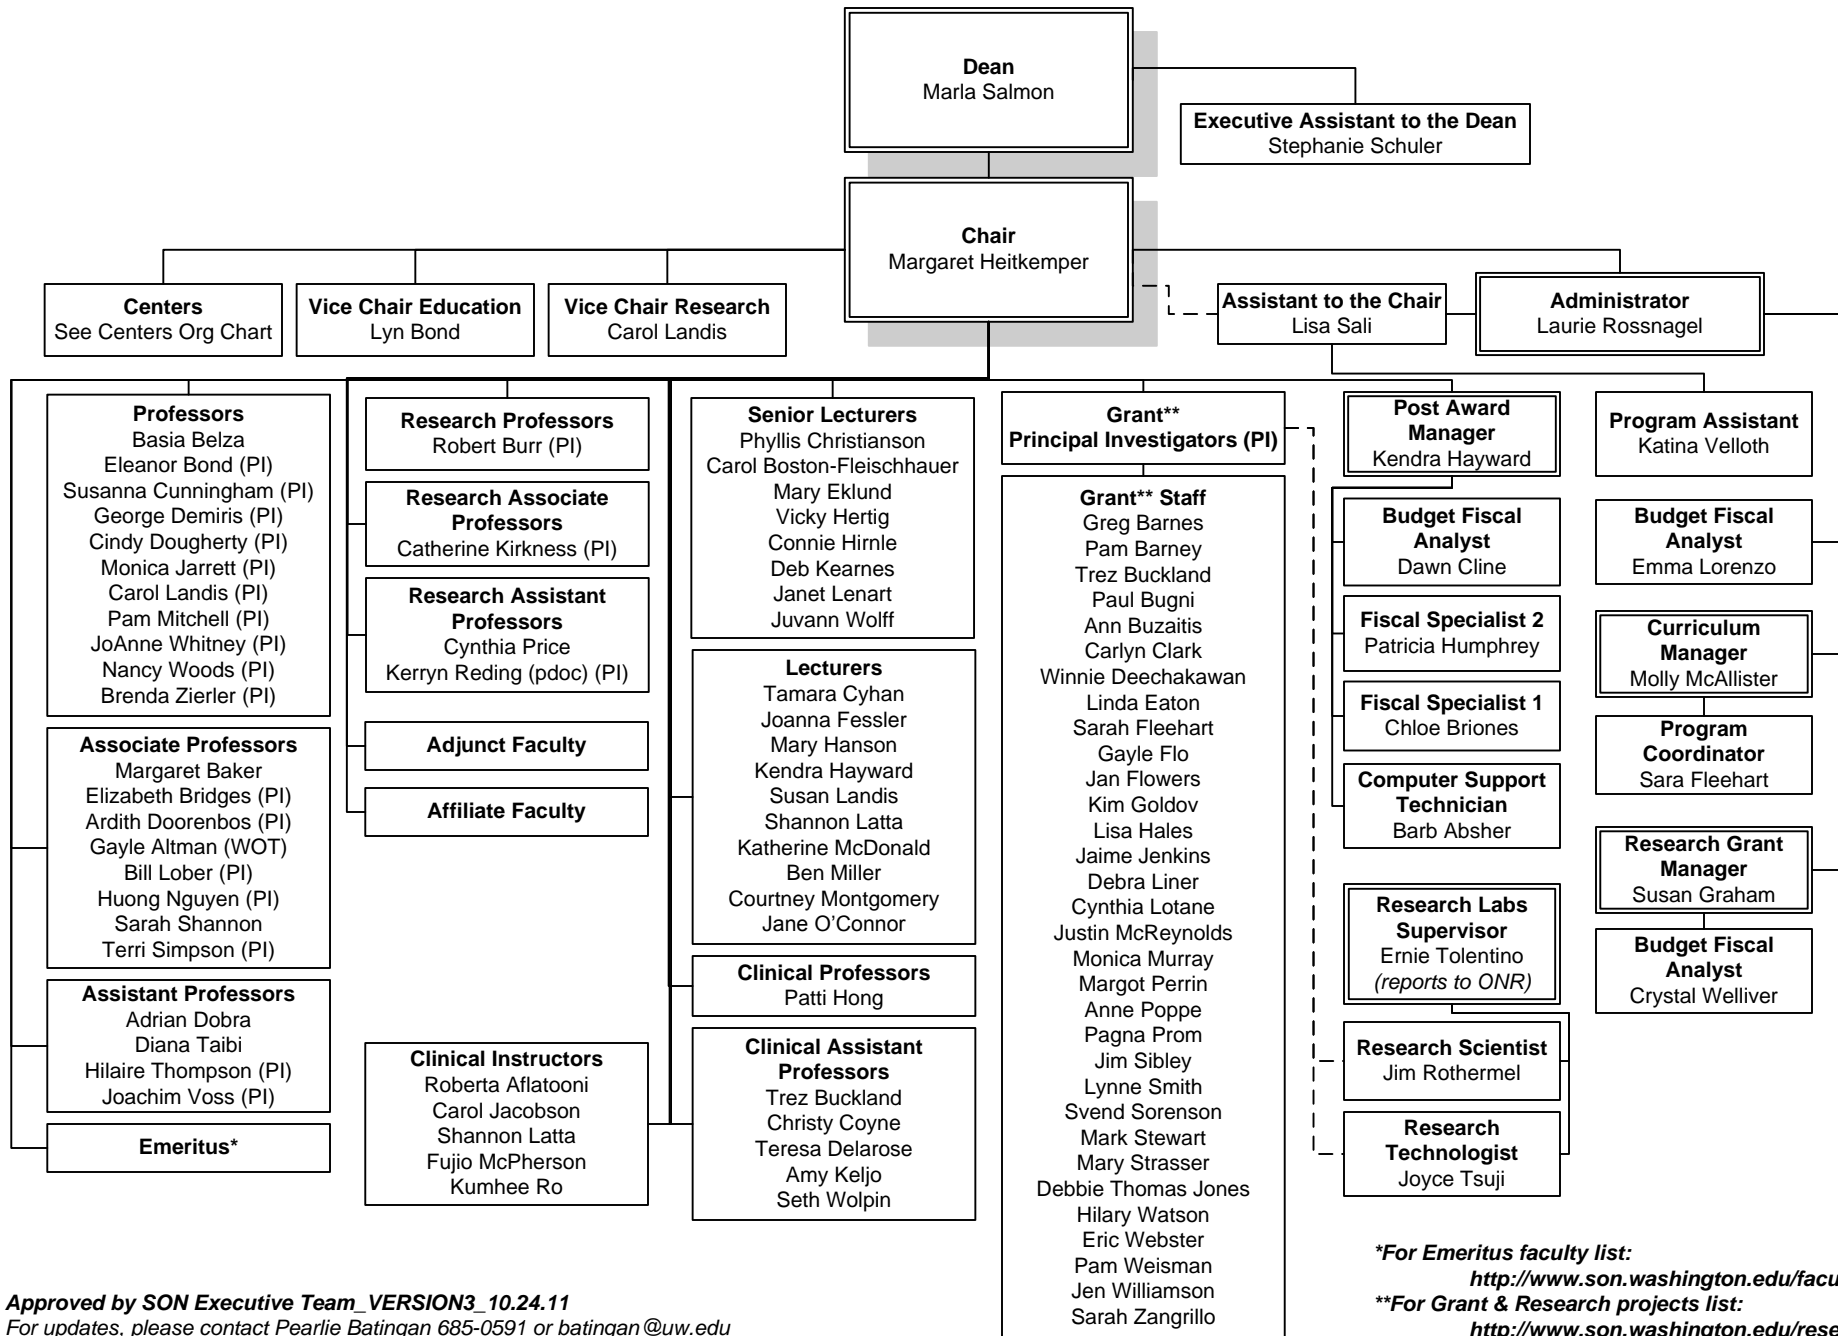 Dean
Marla Salmon
Executive Assistant to the Dean
Stephanie Schuler
Chair
Margaret Heitkemper
Centers
See Centers Org Chart
Vice Chair Education
Lyn Bond
Vice Chair Research
Carol Landis
Assistant to the Chair
Lisa Sali
Administrator
Laurie Rossnagel
Professors
Basia Belza
Eleanor Bond (PI)
Susanna Cunningham (PI)
George Demiris (PI)
Cindy Dougherty (PI)
Monica Jarrett (PI)
Carol Landis (PI)
Pam Mitchell (PI)
JoAnne Whitney (PI)
Nancy Woods (PI)
Brenda Zierler (PI)
Associate Professors
Margaret Baker
Elizabeth Bridges (PI)
Ardith Doorenbos (PI)
Gayle Altman (WOT)
Bill Lober (PI)
Huong Nguyen (PI)
Sarah Shannon
Terri Simpson (PI)
Assistant Professors
Adrian Dobra
Diana Taibi
Hilaire Thompson (PI)
Joachim Voss (PI)
Emeritus*
Research Professors
Robert Burr (PI)
Research Associate
Professors
Catherine Kirkness (PI)
Research Assistant
Professors
Cynthia Price
Kerryn Reding (pdoc) (PI)
Adjunct Faculty
Affiliate Faculty
Clinical Instructors
Roberta Aflatooni
Carol Jacobson
Shannon Latta
Fujio McPherson
Kumhee Ro
Senior Lecturers
Phyllis Christianson
Carol Boston-Fleischhauer
Mary Eklund
Vicky Hertig
Connie Hirnle
Deb Kearnes
Janet Lenart
Juvann Wolff
Lecturers
Tamara Cyhan
Joanna Fessler
Mary Hanson
Kendra Hayward
Susan Landis
Shannon Latta
Katherine McDonald
Ben Miller
Courtney Montgomery
Jane O'Connor
Clinical Professors
Patti Hong
Clinical Assistant
Professors
Trez Buckland
Christy Coyne
Teresa Delarose
Amy Keljo
Seth Wolpin
Grant**
Principal Investigators (PI)
Grant** Staff
Greg Barnes
Pam Barney
Trez Buckland
Paul Bugni
Ann Buzaitis
Carlyn Clark
Winnie Deechakawan
Linda Eaton
Sarah Fleehart
Gayle Flo
Jan Flowers
Kim Goldov
Lisa Hales
Jaime Jenkins
Debra Liner
Cynthia Lotane
Justin McReynolds
Monica Murray
Margot Perrin
Anne Poppe
Pagna Prom
Jim Sibley
Lynne Smith
Svend Sorenson
Mark Stewart
Mary Strasser
Debbie Thomas Jones
Hilary Watson
Eric Webster
Pam Weisman
Jen Williamson
Sarah Zangrillo
Post Award
Manager
Kendra Hayward
Budget Fiscal
Analyst
Dawn Cline
Fiscal Specialist 2
Patricia Humphrey
Fiscal Specialist 1
Chloe Briones
Computer Support
Technician
Barb Absher
Research Labs
Supervisor
Ernie Tolentino
(reports to ONR)
Research Scientist
Jim Rothermel
Research
Technologist
Joyce Tsuji
Program Assistant
Katina Velloth
Budget Fiscal
Analyst
Emma Lorenzo
Curriculum
Manager
Molly McAllister
Program
Coordinator
Sara Fleehart
Research Grant
Manager
Susan Graham
Budget Fiscal
Analyst
Crystal Welliver
Approved by SON Executive Team_VERSION3_10.24.11
For updates, please contact Pearlie Batingan 685-0591 or batingan@uw.edu
*For Emeritus faculty list:
http://www.son.washington.edu/facu
**For Grant & Research projects list:
http://www.son.washington.edu/rese